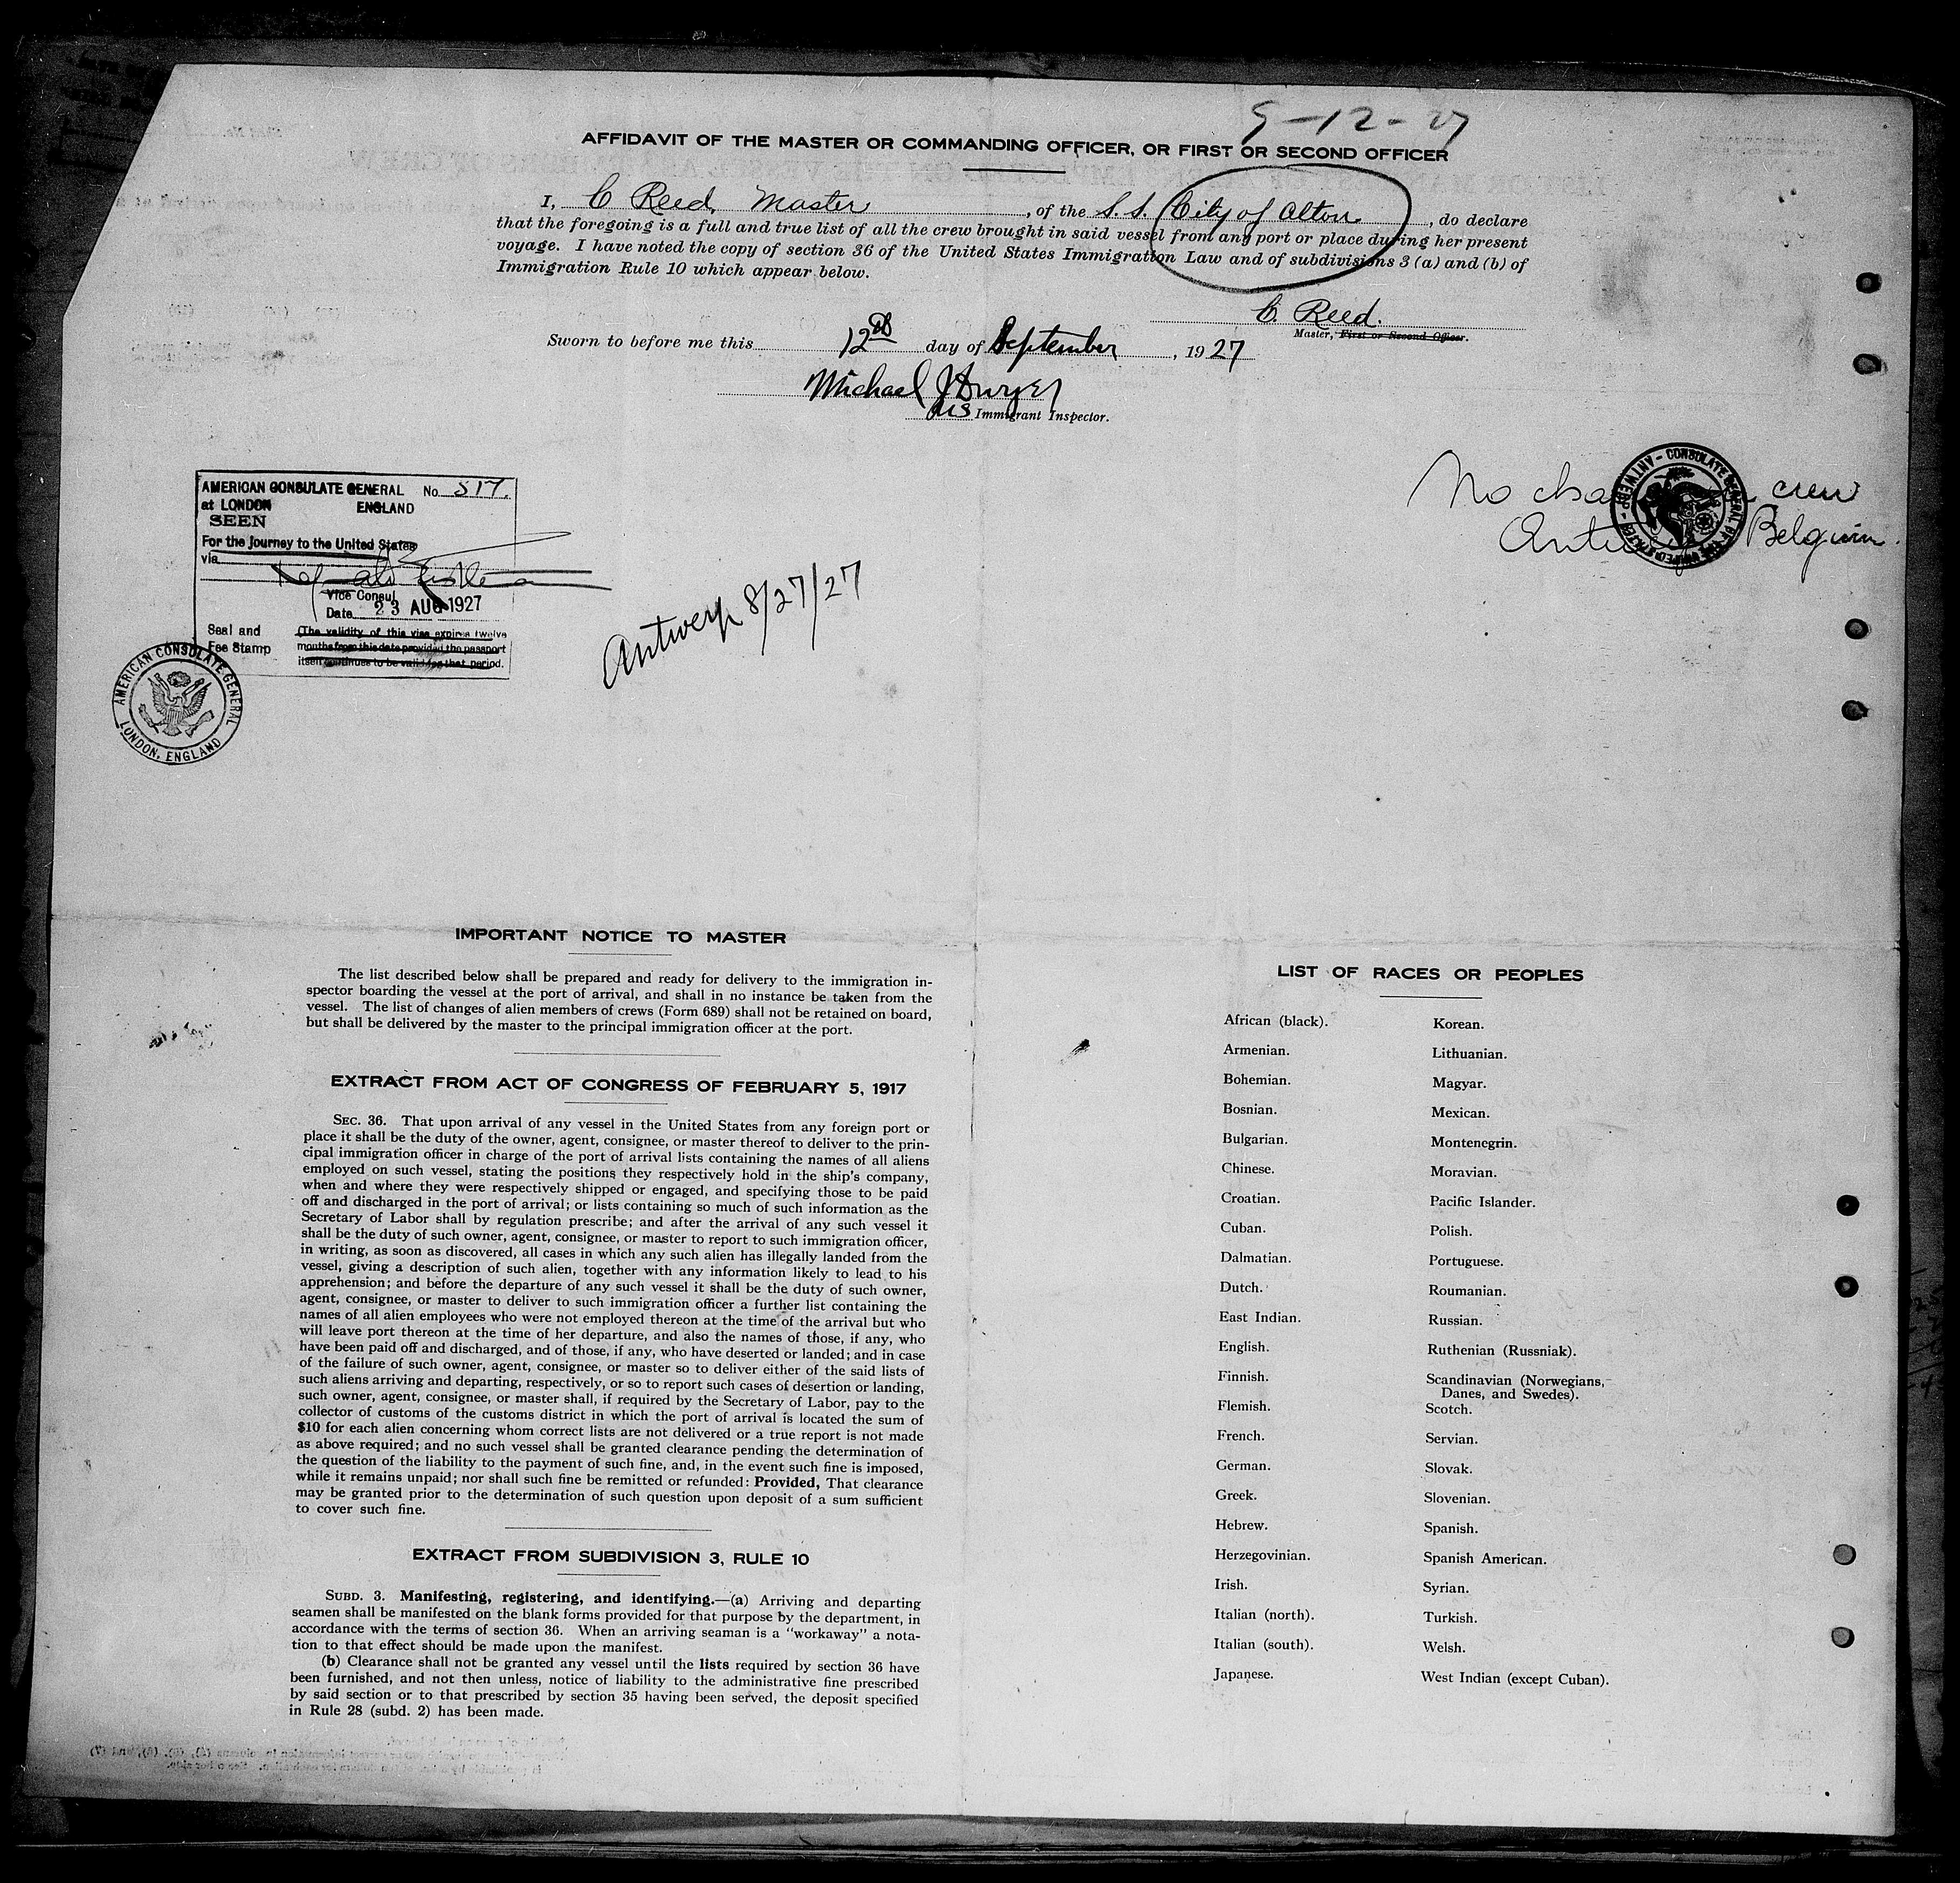 9-12-27
AFFIDAVIT OF THE MASTER OR COMMANDING OFFICER, OR FIRST OR SECOND OFFICER
I, C Reed, Master, of the S. S. City of Alton, do declare
that the foregoing is a full and true list of all the crew brought in said vessel from any port or place during her present
voyage. I have noted the copy of section 36 of the United States Immigration Law and of subdivisions 3 (a) and (b) of
Immigration Rule 10 which appear below.
C. Reed.
Master, First or Second Officer.
Sworn to before me this 12th day of September, 1927
Michael J Dwyer
US Immigrant Inspector.
AMERICAN CONSULATE GENERAL No. 517.
at LONDON ENGLAND
SEEN
For the journey to the United States
via
Vice Consul
Date 23 AUG 1927
Seal and
Fee Stamp
(The validity of this visa expires twelve
months from this date provided the passport
itself continues to be valid for that period.
AMERICAN CONSULATE GENERAL
LONDON, ENGLAND
Antwerp 8/27/27
No crew
Belgium.
CONSULATE GENERAL OF THE ANTWERP
IMPORTANT NOTICE TO MASTER
The list described below shall be prepared and ready for delivery to the immigration in-
spector boarding the vessel at the port of arrival, and shall in no instance be taken from the
vessel. The list of changes of alien members of crews (Form 689) shall not be retained on board,
but shall be delivered by the master to the principal immigration officer at the port.
EXTRACT FROM ACT OF CONGRESS OF FEBRUARY 5, 1917
SEC. 36. That upon arrival of any vessel in the United States from any foreign port or
place it shall be the duty of the owner, agent, consignee, or master thereof to deliver to the prin-
cipal immigration officer in charge of the port of arrival lists containing the names of all aliens
employed on such vessel, stating the positions they respectively hold in the ship's company,
when and where they were respectively shipped or engaged, and specifying those to be paid
off and discharged in the port of arrival; or lists containing so much of such information as the
Secretary of Labor shall by regulation prescribe; and after the arrival of any such vessel it
shall be the duty of such owner, agent, consignee, or master to report to such immigration officer,
in writing, as soon as discovered, all cases in which any such alien has illegally landed from the
vessel, giving a description of such alien, together with any information likely to lead to his
apprehension; and before the departure of any such vessel it shall be the duty of such owner,
agent, consignee, or master to deliver to such immigration officer a further list containing the
names of all alien employees who were not employed thereon at the time of the arrival but who
will leave port thereon at the time of her departure, and also the names of those, if any, who
have been paid off and discharged, and of those, if any, who have deserted or landed; and in case
of the failure of such owner, agent, consignee, or master so to deliver either of the said lists of
such aliens arriving and departing, respectively, or so to report such cases of desertion or landing,
such owner, agent, consignee, or master shall, if required by the Secretary of Labor, pay to the
collector of customs of the customs district in which the port of arrival is located the sum of
$10 for each alien concerning whom correct lists are not delivered or a true report is not made
as above required; and no such vessel shall be granted clearance pending the determination of
the question of the liability to the payment of such fine, and, in the event such fine is imposed,
while it remains unpaid; nor shall such fine be remitted or refunded: Provided, That clearance
may be granted prior to the determination of such question upon deposit of a sum sufficient
to cover such fine.
EXTRACT FROM SUBDIVISION 3, RULE 10
SUBD. 3. Manifesting, registering, and identifying.—(a) Arriving and departing
seamen shall be manifested on the blank forms provided for that purpose by the department, in
accordance with the terms of section 36. When an arriving seaman is a "workaway" a nota-
tion to that effect should be made upon the manifest.
(b) Clearance shall not be granted any vessel until the lists required by section 36 have
been furnished, and not then unless, notice of liability to the administrative fine prescribed
by said section or to that prescribed by section 35 having been served, the deposit specified
in Rule 28 (subd. 2) has been made.
LIST OF RACES OR PEOPLES
African (black).
Armenian.
Bohemian.
Bosnian.
Bulgarian.
Chinese.
Croatian.
Cuban.
Dalmatian.
Dutch.
East Indian.
English.
Finnish.
Flemish.
French.
German.
Greek.
Hebrew.
Herzegovinian.
Irish.
Italian (north).
Italian (south).
Japanese.
Korean.
Lithuanian.
Magyar.
Mexican.
Montenegrin.
Moravian.
Pacific Islander.
Polish.
Portuguese.
Roumanian.
Russian.
Ruthenian (Russniak).
Scandinavian (Norwegians,
Danes, and Swedes).
Scotch.
Servian.
Slovak.
Slovenian.
Spanish.
Spanish American.
Syrian.
Turkish.
Welsh.
West Indian (except Cuban).